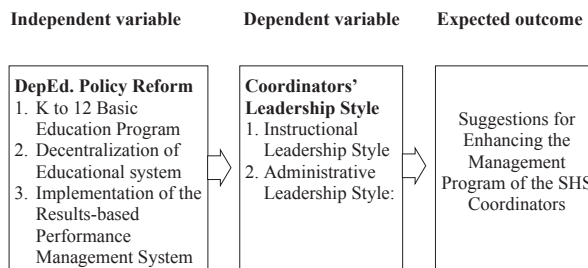 Independent variable
Dependent variable
Expected outcome
DepEd. Policy Reform
1. K to 12 Basic
Education Program
2. Decentralization of
Educational system
3. Implementation of the
Results-based
Performance
Management System
Coordinators’
Leadership Style
1. Instructional
Leadership Style
2. Administrative
Leadership Style:
Suggestions for
Enhancing the
Management
Program of the SHS
Coordinators